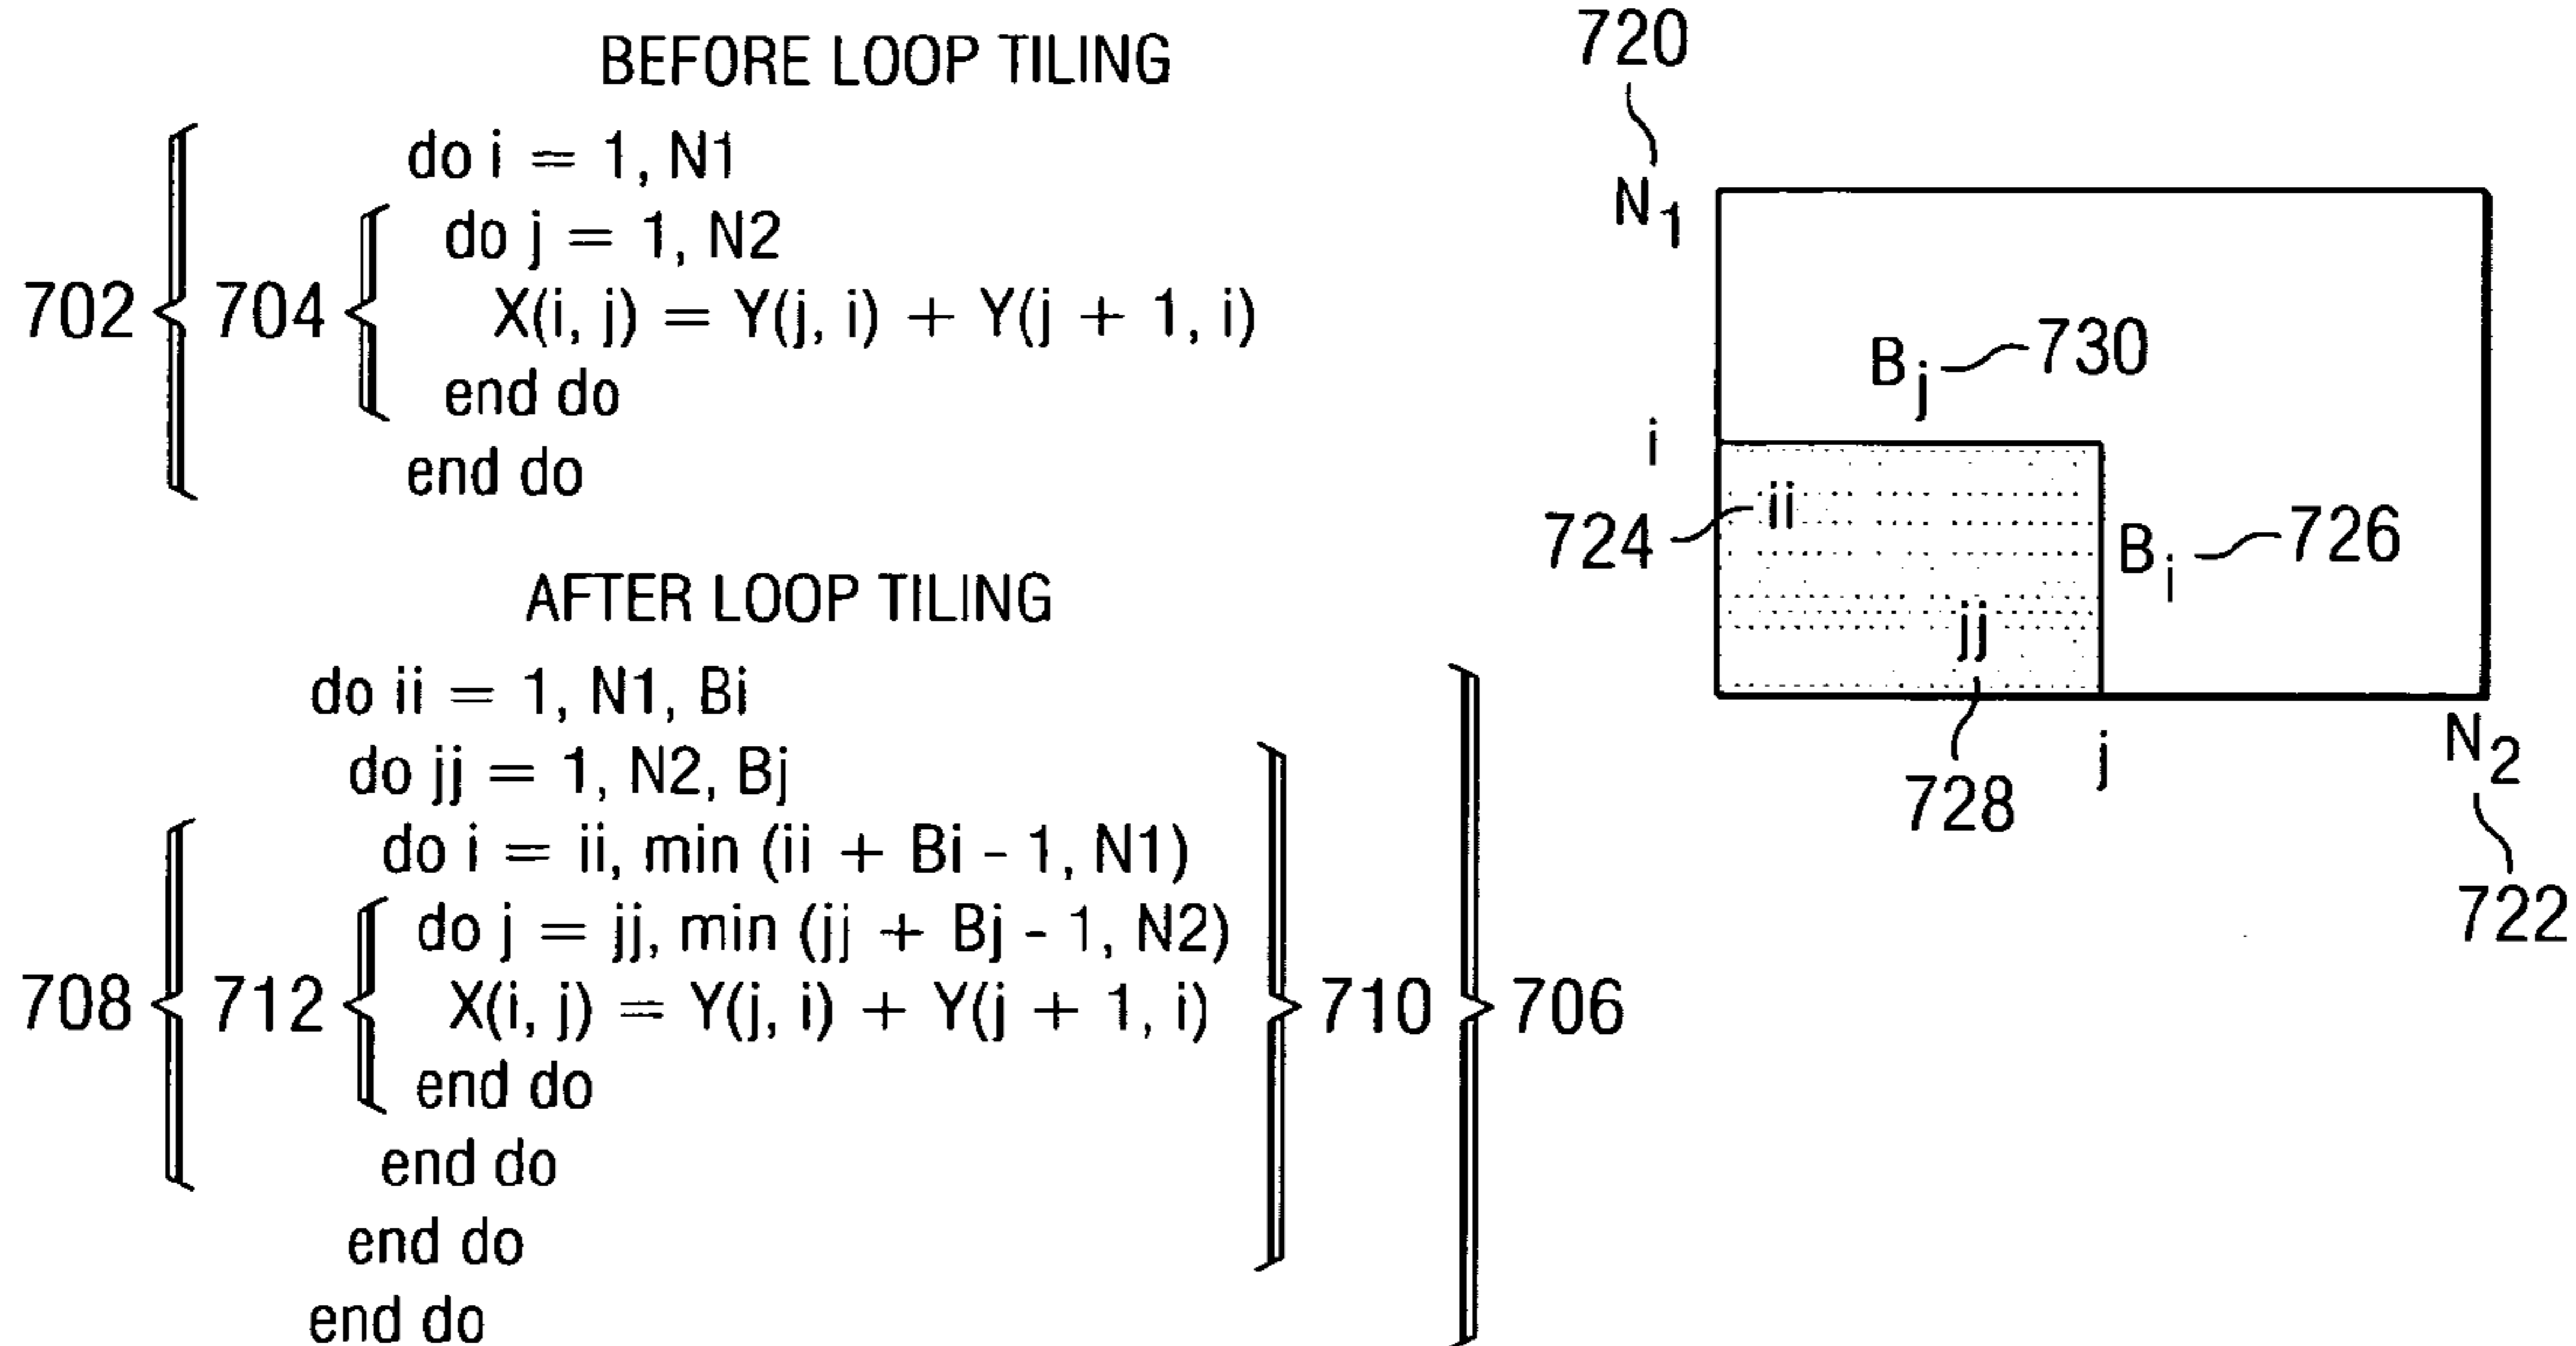 BEFORE LOOP TILING
702
704
do i = 1, N1
do j = 1, N2
X(i, j) = Y(j, i) + Y(j + 1, i)
end do
end do
AFTER LOOP TILING
do ii = 1, N1, Bi
do jj = 1, N2, Bj
do i = ii, min (ii + Bi - 1, N1)
do j = jj, min (jj + Bj - 1, N2)
708
712
X(i, j) = Y(j, i) + Y(j + 1, i)
710
706
end do
end do
end do
end do
720
N1
Bj
730
i
ii
724
Bi
726
jj
728
j
N2
722